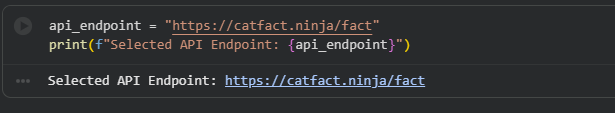 api_endpoint = "https://catfact.ninja/fact"
print(f"Selected API Endpoint: {api_endpoint}")
Selected API Endpoint: https://catfact.ninja/fact